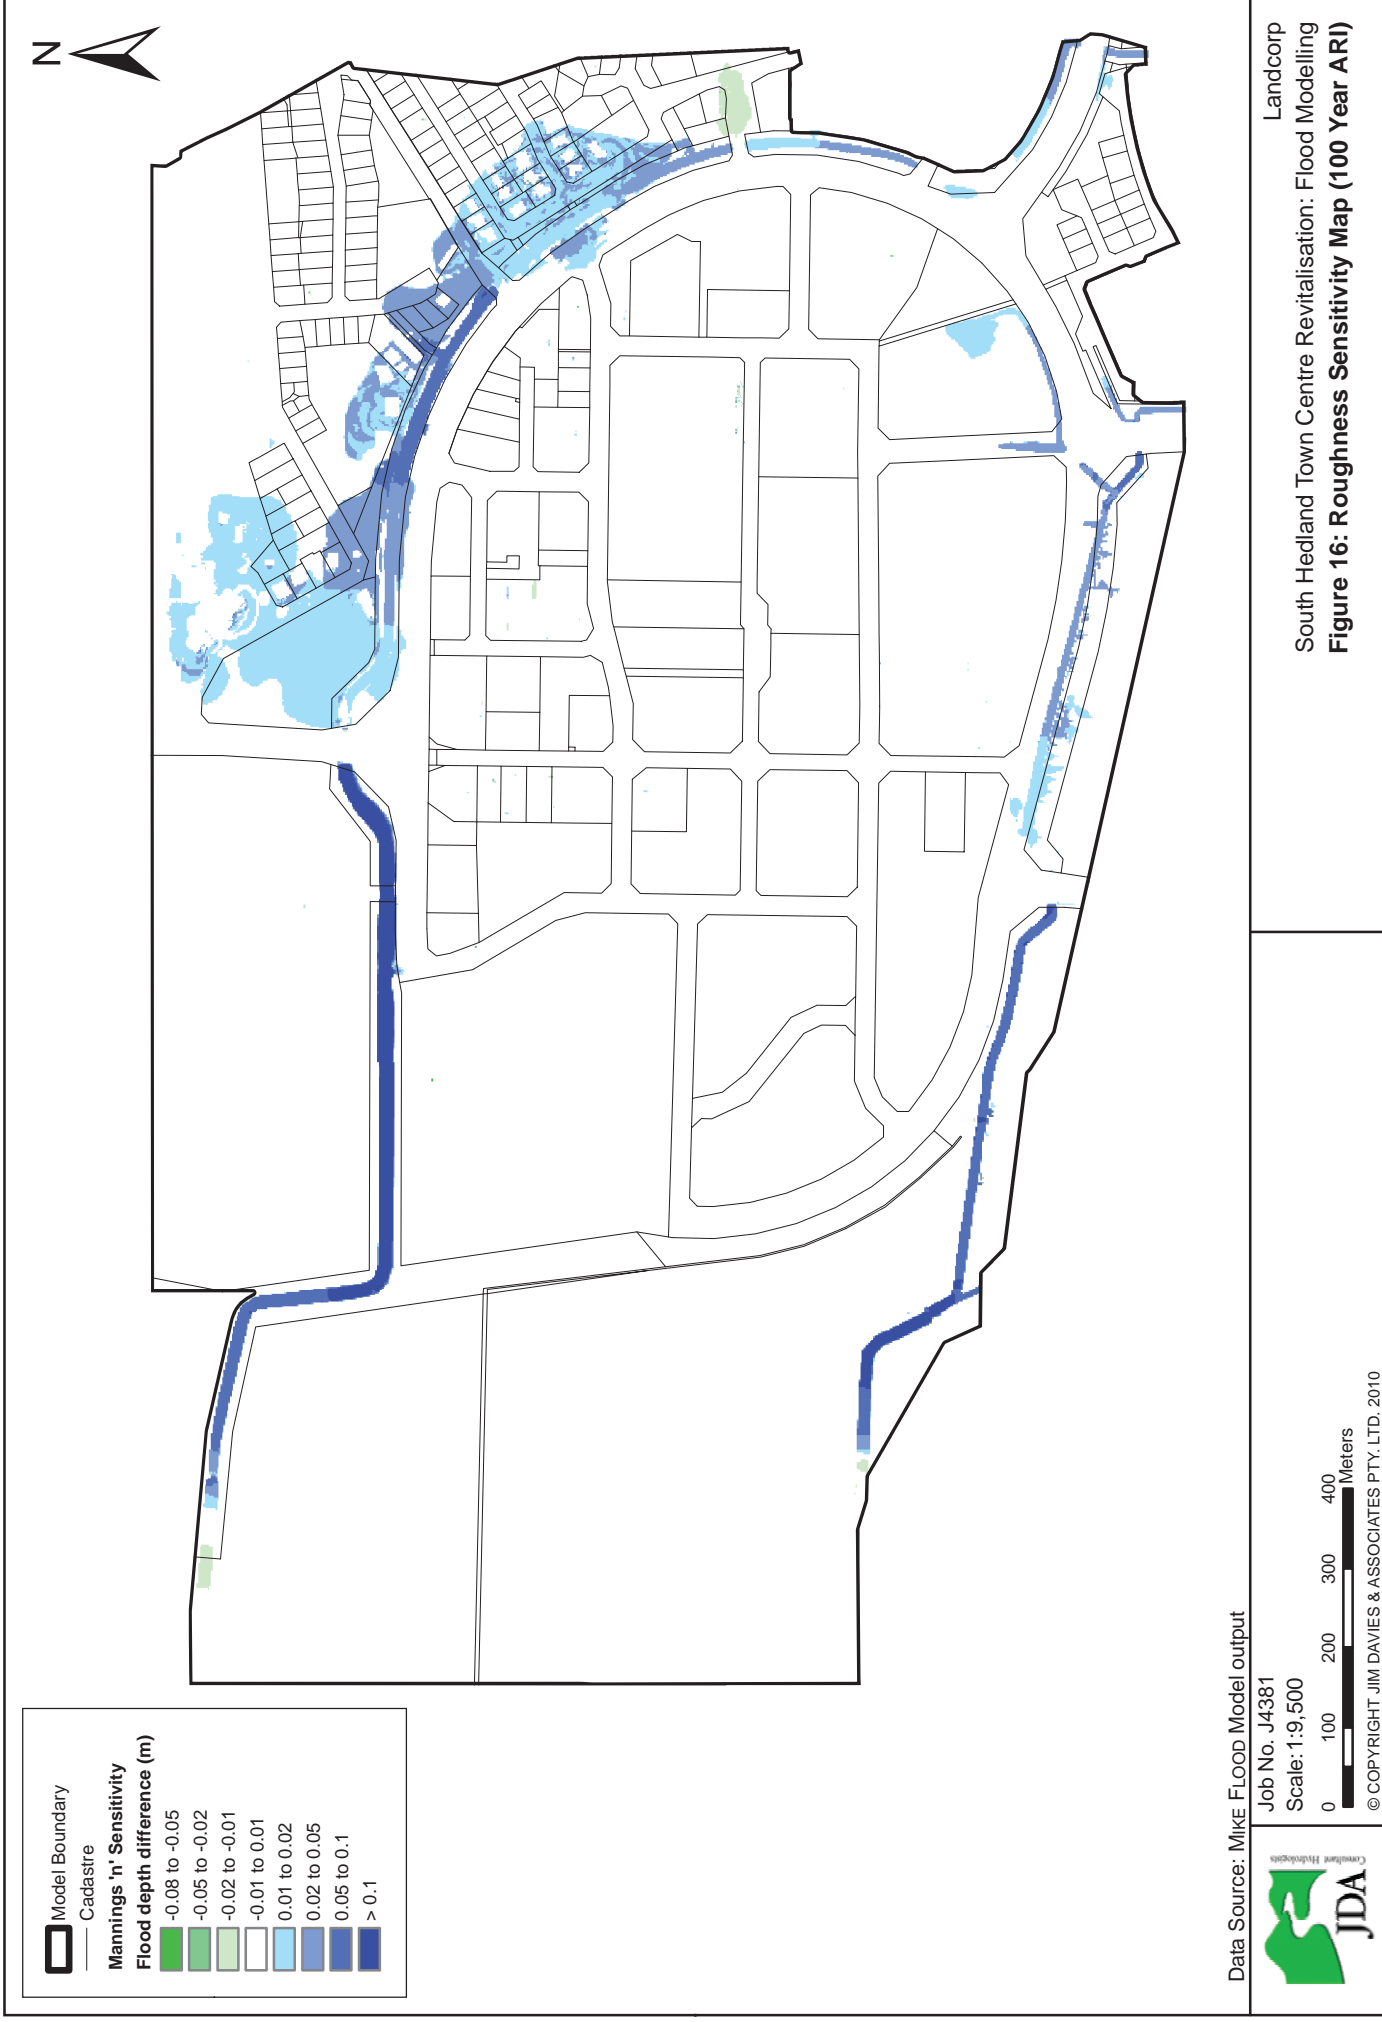 N
Model Boundary
Cadastre
Mannings 'n' Sensitivity
Flood depth difference (m)
-0.08 to -0.05
-0.05 to -0.02
-0.02 to -0.01
-0.01 to 0.01
0.01 to 0.02
0.02 to 0.05
0.05 to 0.1
> 0.1
Data Source: MIKE FLOOD Model output
JDA
Consultant Hydrologists
Job No. J4381
Scale:1:9,500
0 100 200 300 400
Meters
© COPYRIGHT JIM DAVIES & ASSOCIATES PTY. LTD. 2010
Landcorp
South Hedland Town Centre Revitalisation: Flood Modelling
Figure 16: Roughness Sensitivity Map (100 Year ARI)